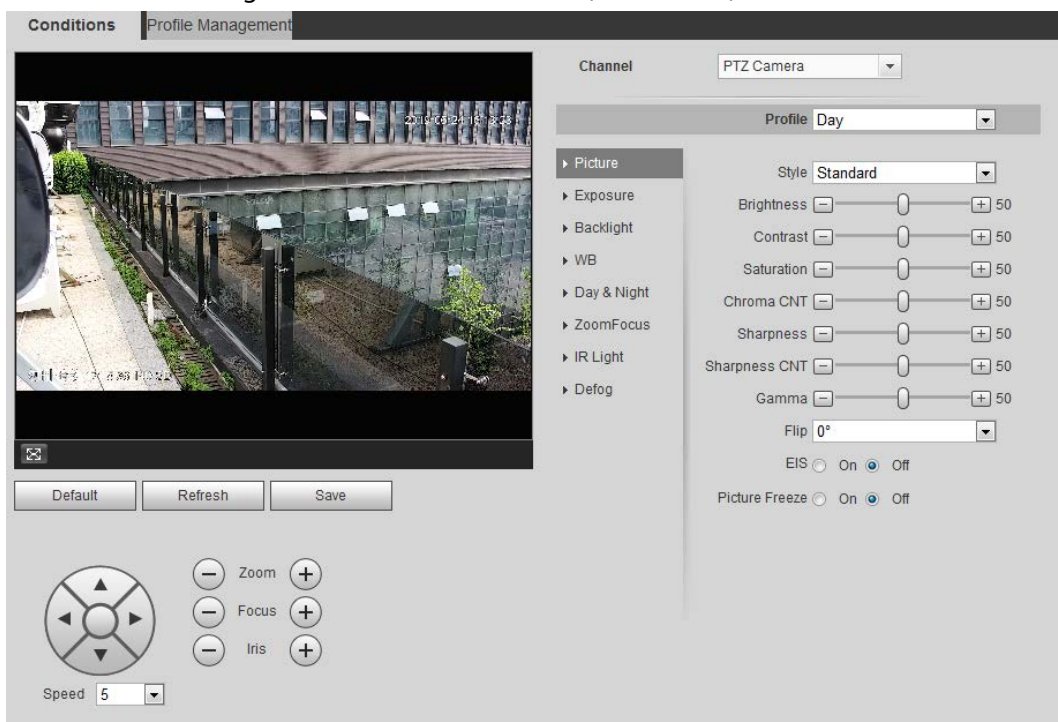 Conditions Profile Management
Channel PTZ Camera
Profile Day
Picture
Exposure
Backlight
WB
Day & Night
ZoomFocus
IR Light
Defog
Style Standard
Brightness 50
Contrast 50
Saturation 50
Chroma CNT 50
Sharpness 50
Sharpness CNT 50
Gamma 50
Flip 0°
EIS On Off
Picture Freeze On Off
Default Refresh Save
Zoom
Focus
Iris
Speed 5